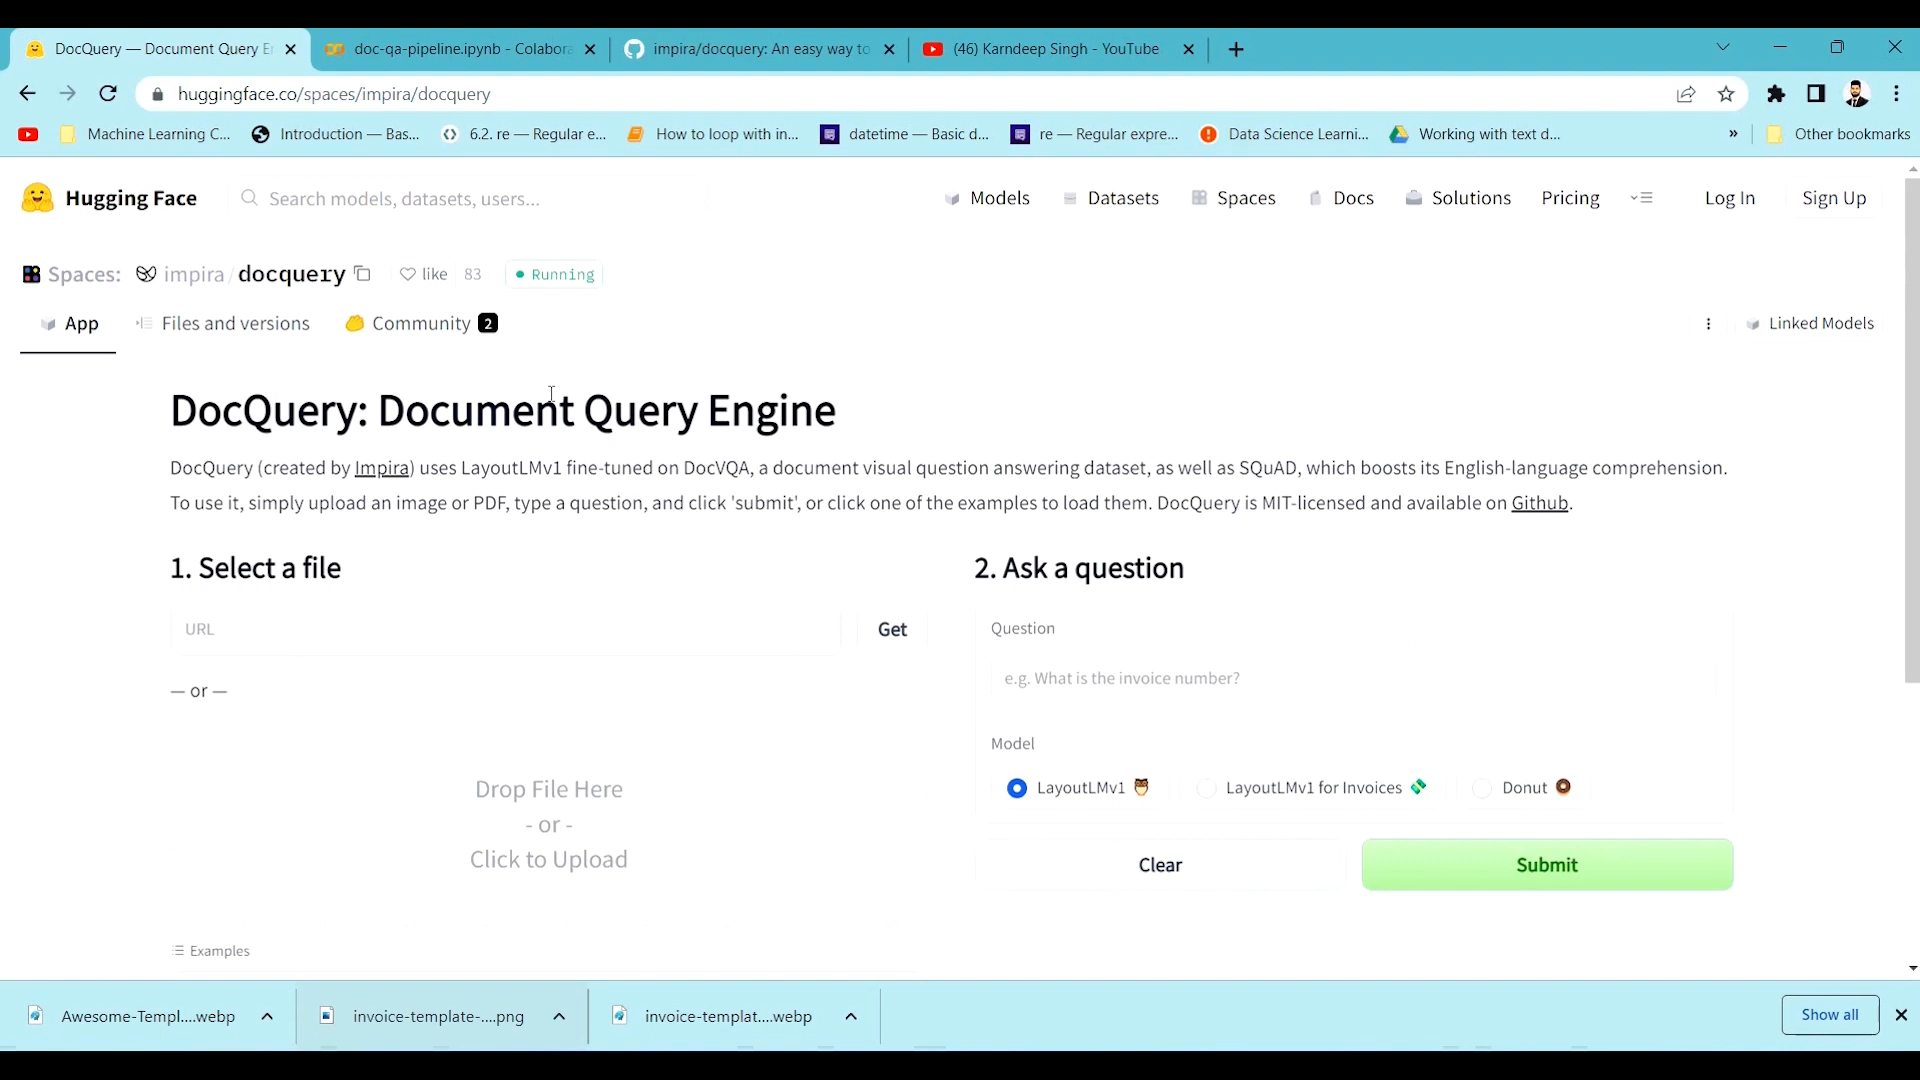 DocQuery — Document Query E
doc-qa-pipeline.ipynb - Colabora
impira/docquery: An easy way to
(46) Karndeep Singh - YouTube
huggingface.co/spaces/impira/docquery
Machine Learning C...
Introduction — Bas...
6.2. re — Regular e...
How to loop with in...
datetime — Basic d...
re — Regular expre...
Data Science Learni...
Working with text d...
»
Other bookmarks
Hugging Face
Search models, datasets, users...
Models
Datasets
Spaces
Docs
Solutions
Pricing
Log In
Sign Up
Spaces:
impira/docquery
like 83
Running
App
Files and versions
Community 2
Linked Models
DocQuery: Document Query Engine
DocQuery (created by Impira) uses LayoutLMv1 fine-tuned on DocVQA, a document visual question answering dataset, as well as SQuAD, which boosts its English-language comprehension.
To use it, simply upload an image or PDF, type a question, and click 'submit', or click one of the examples to load them. DocQuery is MIT-licensed and available on Github.
1. Select a file
URL
Get
— or —
Drop File Here
- or -
Click to Upload
Examples
2. Ask a question
Question
e.g. What is the invoice number?
Model
LayoutLMv1 🦉
LayoutLMv1 for Invoices 💸
Donut 🍩
Clear
Submit
Awesome-Templ....webp
invoice-template-....png
invoice-templat....webp
Show all